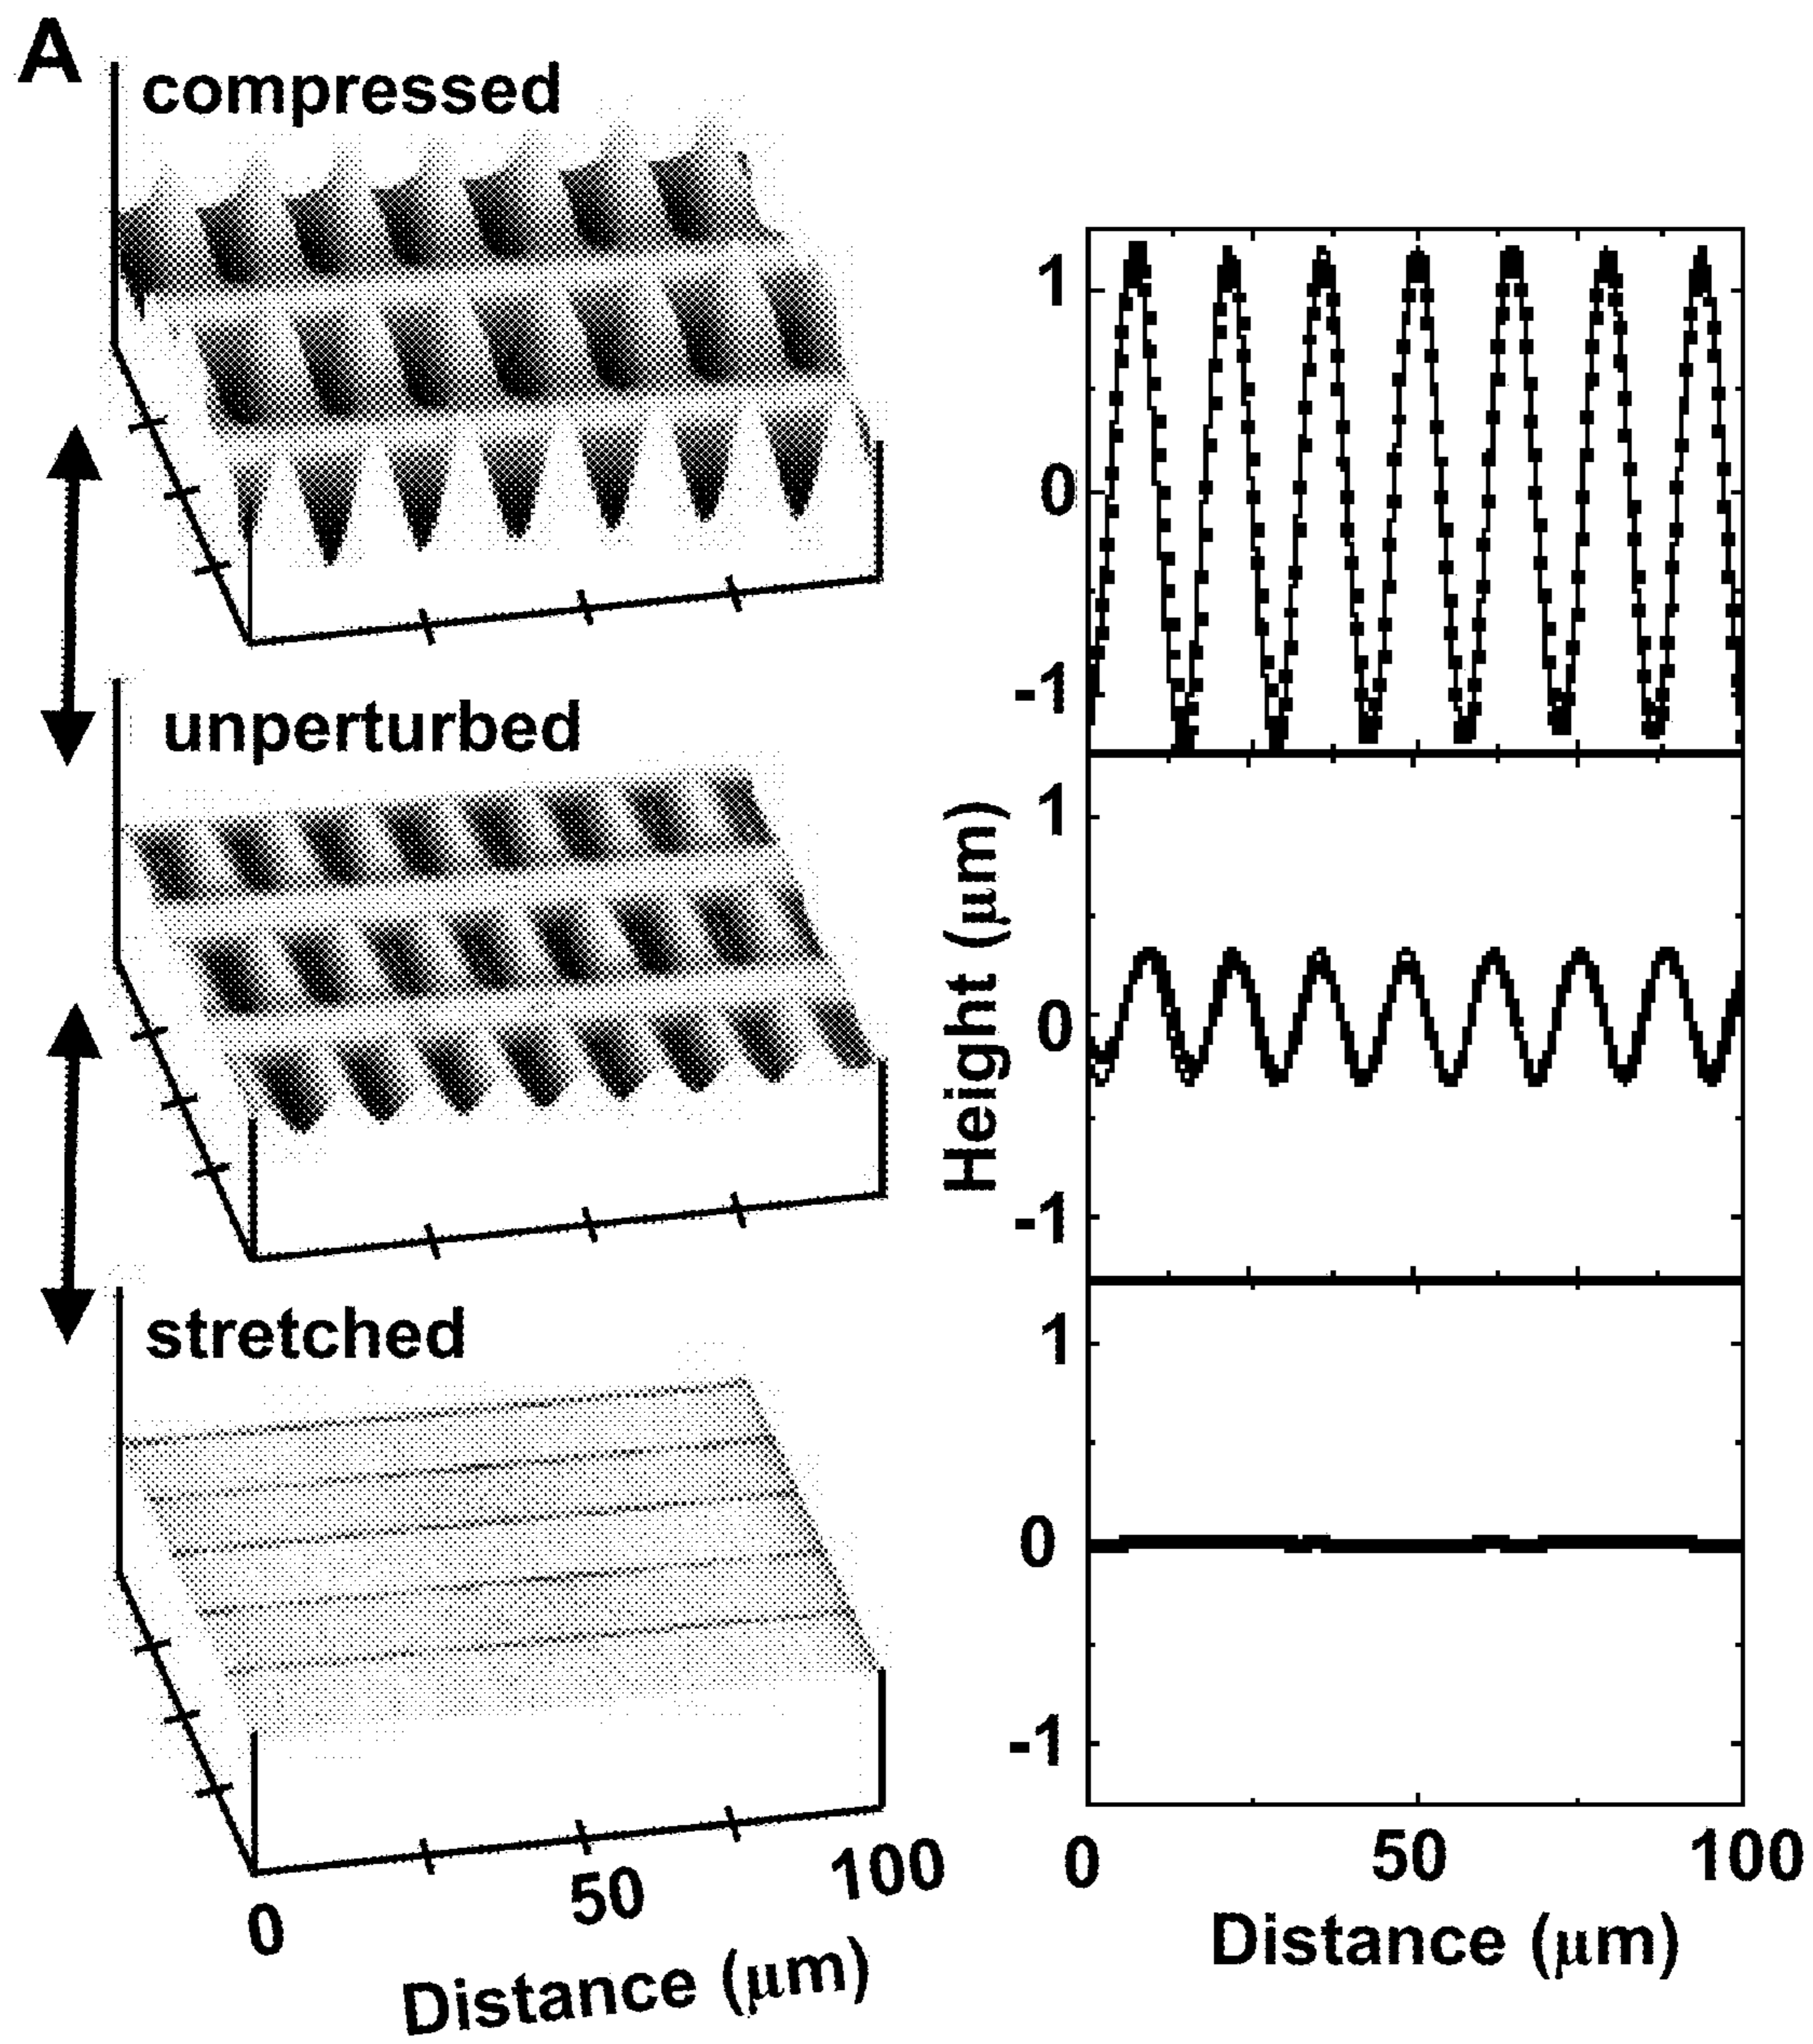 A
compressed
unperturbed
stretched
0
50
100
Distance (μm)
Height (μm)
1
0
-1
1
0
-1
1
0
-1
0
50
100
Distance (μm)